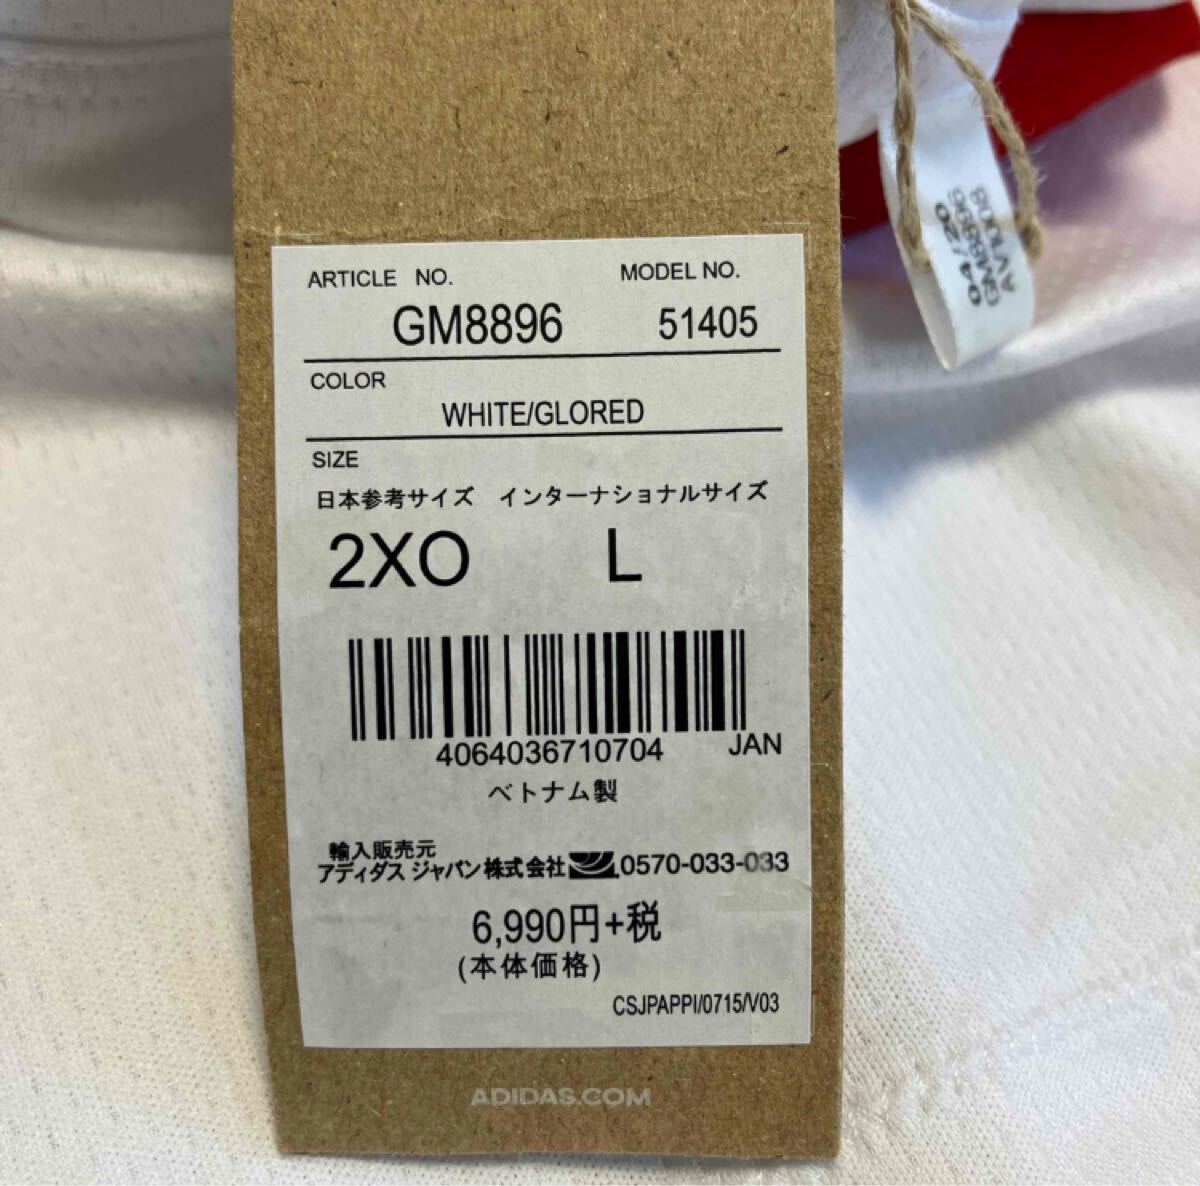 ARTICLE NO. MODEL NO.
GM8896 51405
COLOR
WHITE/GLORED
SIZE
日本参考サイズ インターナショナルサイズ
2XO L
4064036710704 JAN
ベトナム製
輸入販売元
アディダス ジャパン株式会社 0570-033-033
6,990円+税
(本体価格)
CSJPAPPI/0715/V03
ADIDAS.COM
04/20
GM8896